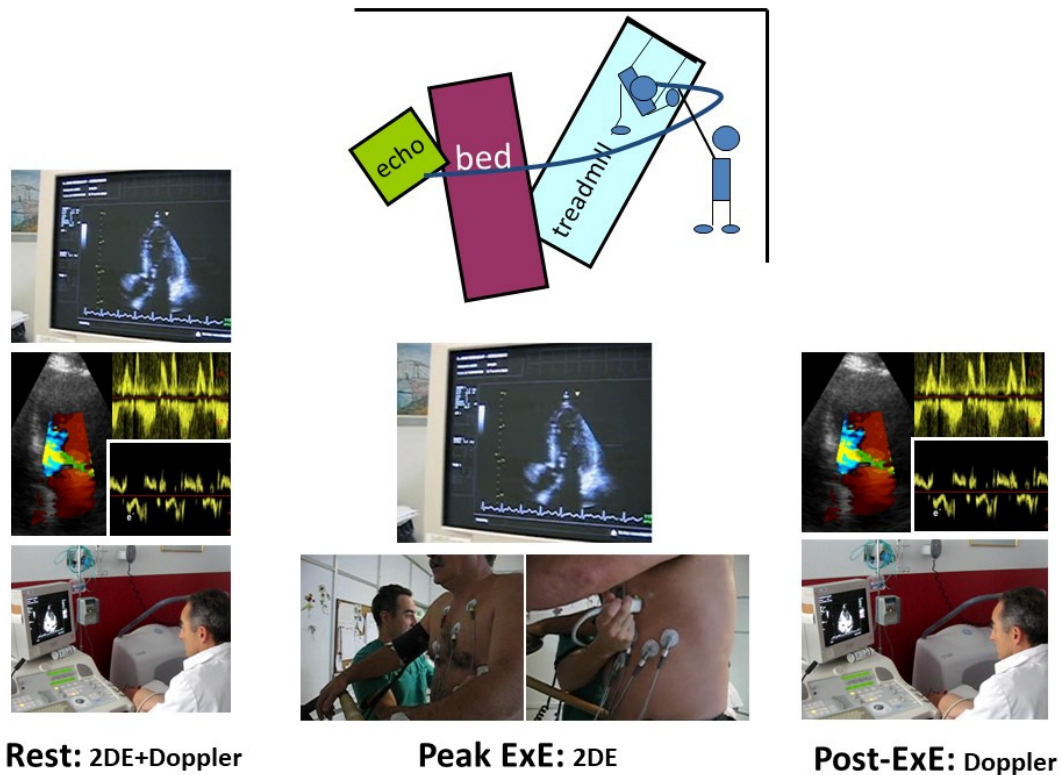 echo
bed
treadmill
e'
e'
Rest: 2DE+Doppler
Peak ExE: 2DE
Post-ExE: Doppler